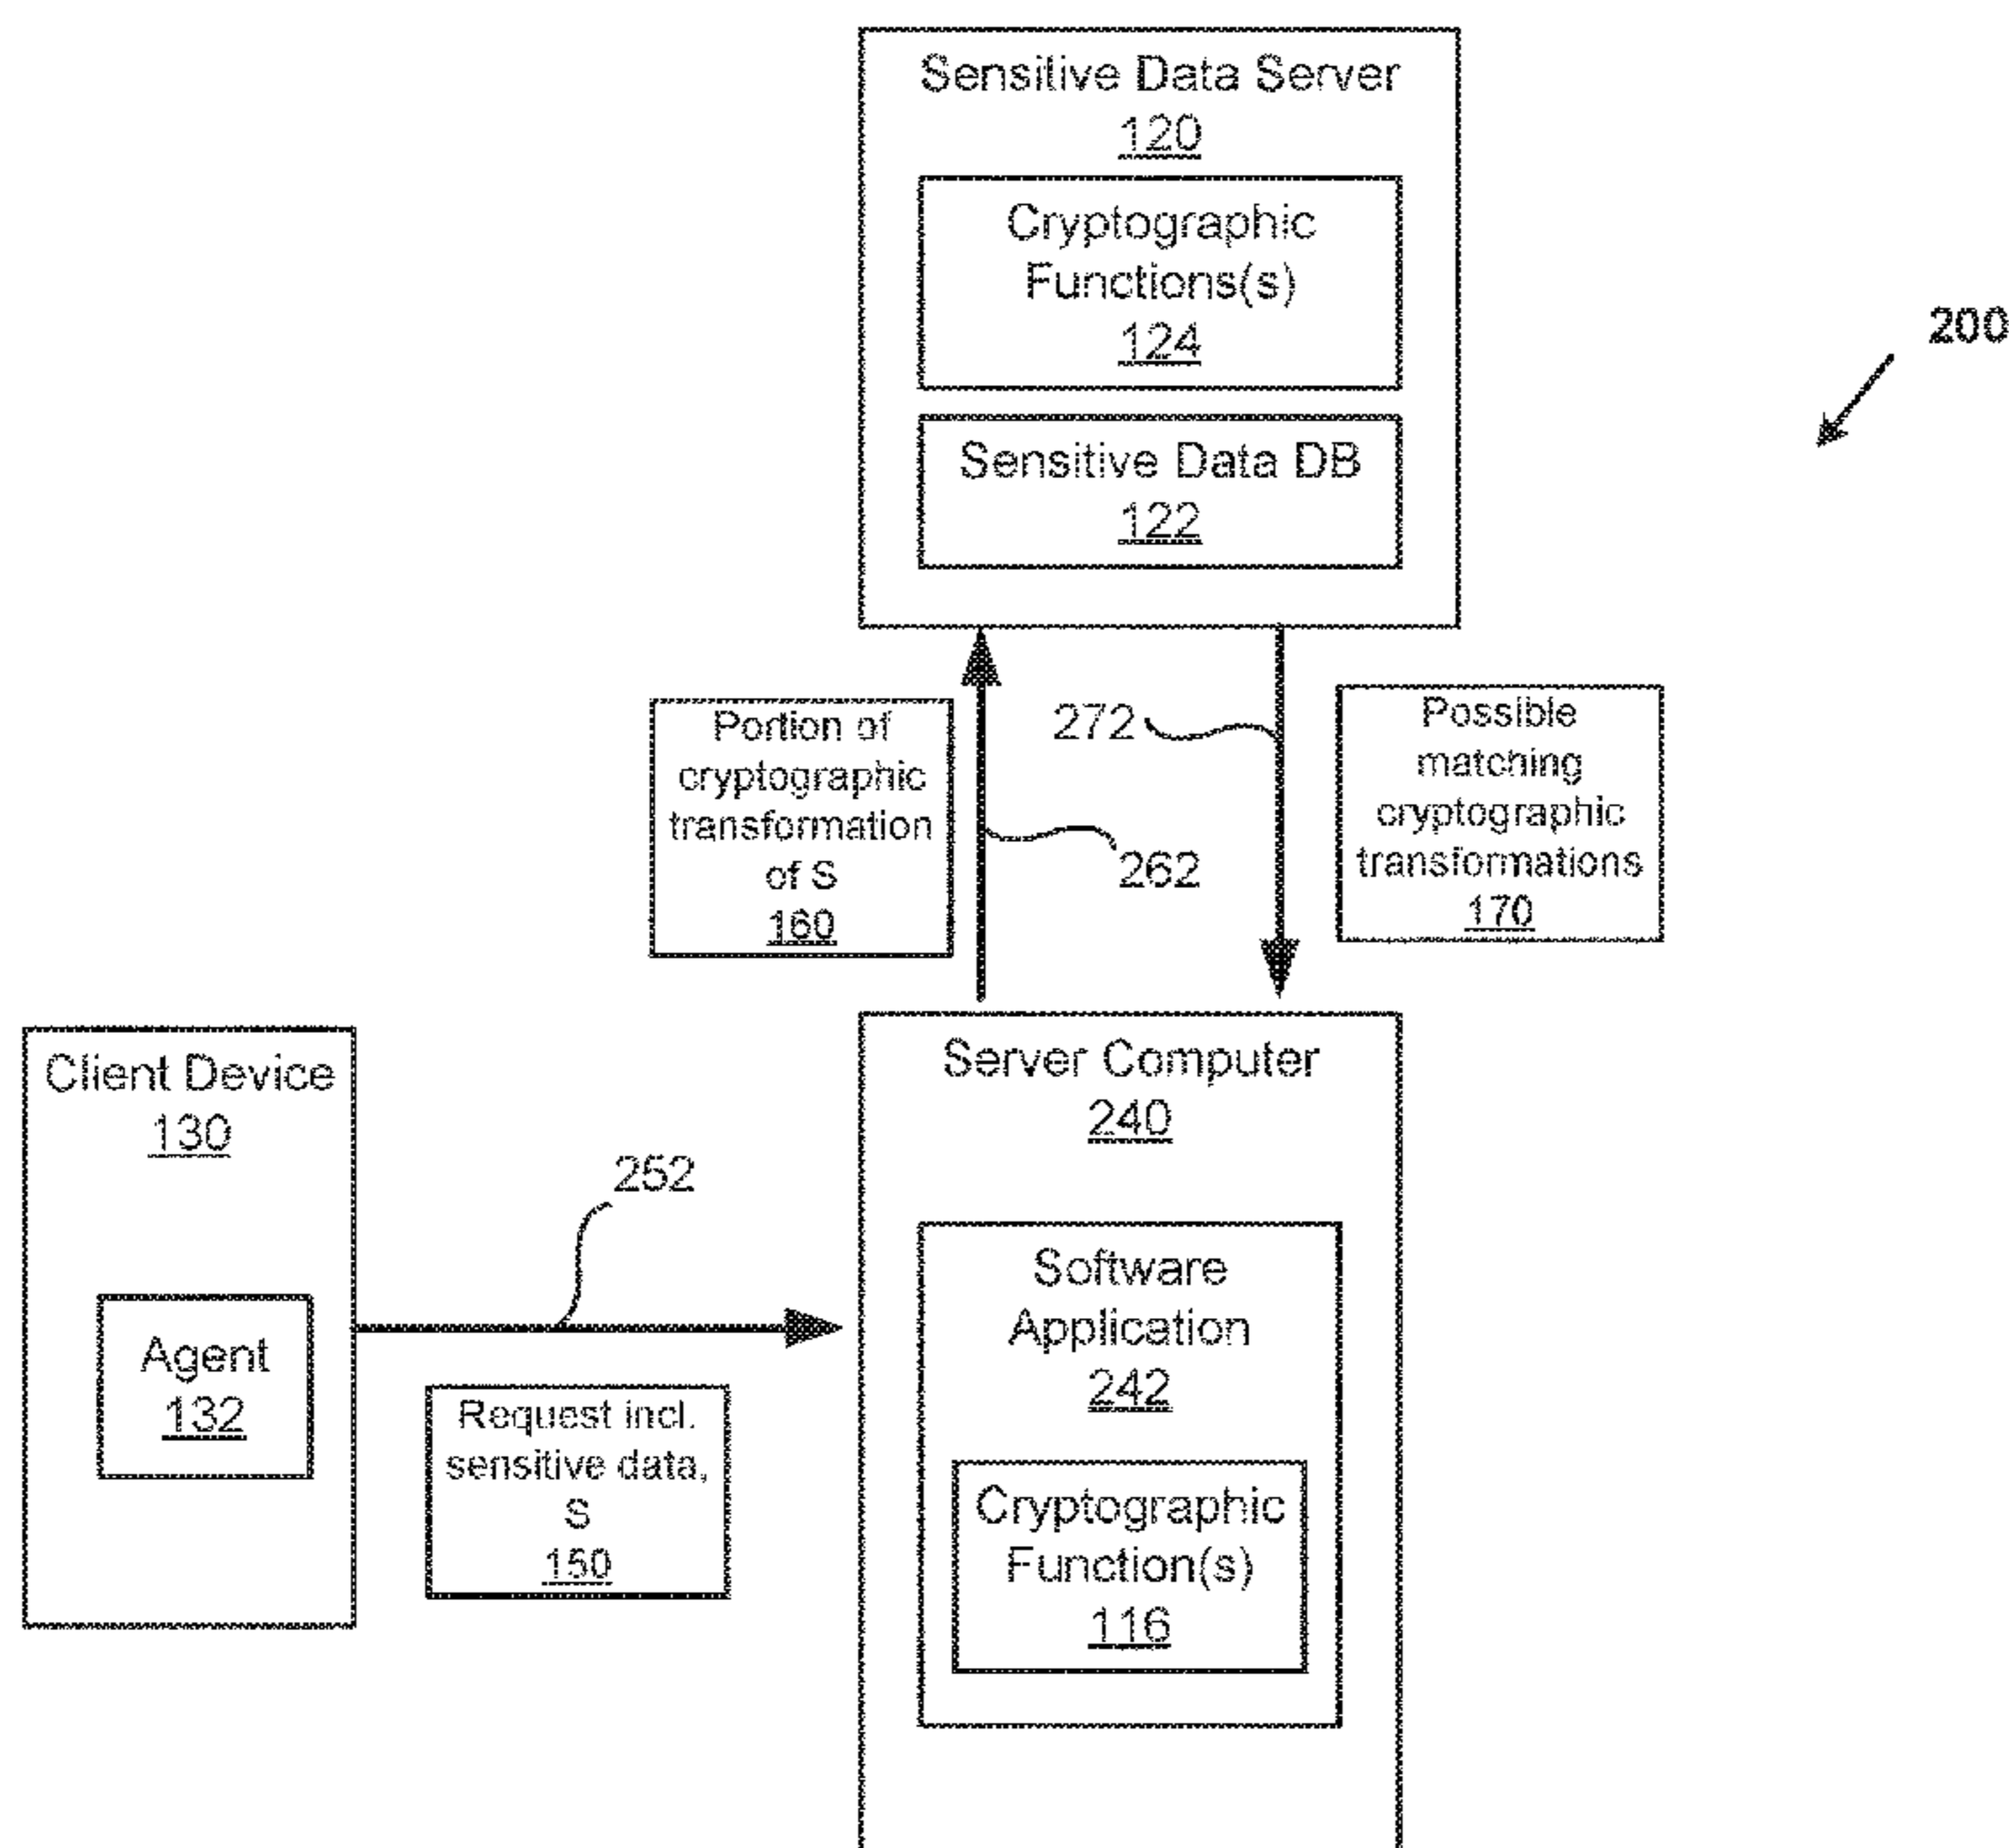 Sensitive Data Server
120
Cryptographic
Functions(s)
124
Sensitive Data DB
122
200
Portion of
cryptographic
transformation
of S
160
272
262
Possible
matching
cryptographic
transformations
170
Client Device
130
Agent
132
252
Request incl.
sensitive data,
S
150
Server Computer
240
Software
Application
242
Cryptographic
Function(s)
116